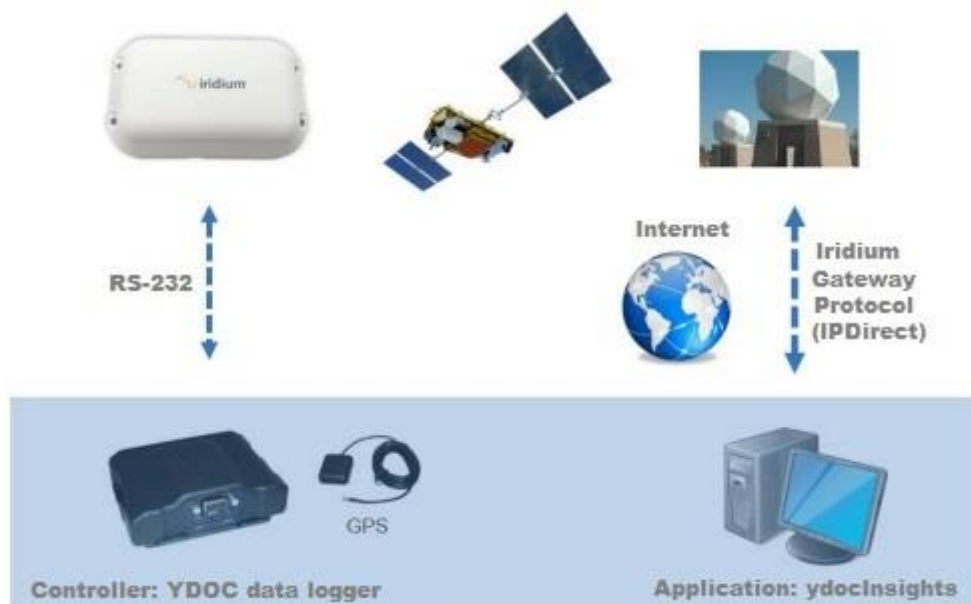 iridium
Internet
RS-232
Iridium
Gateway
Protocol
(IPDirect)
GPS
Controller: YDOC data logger
Application: ydocInsights